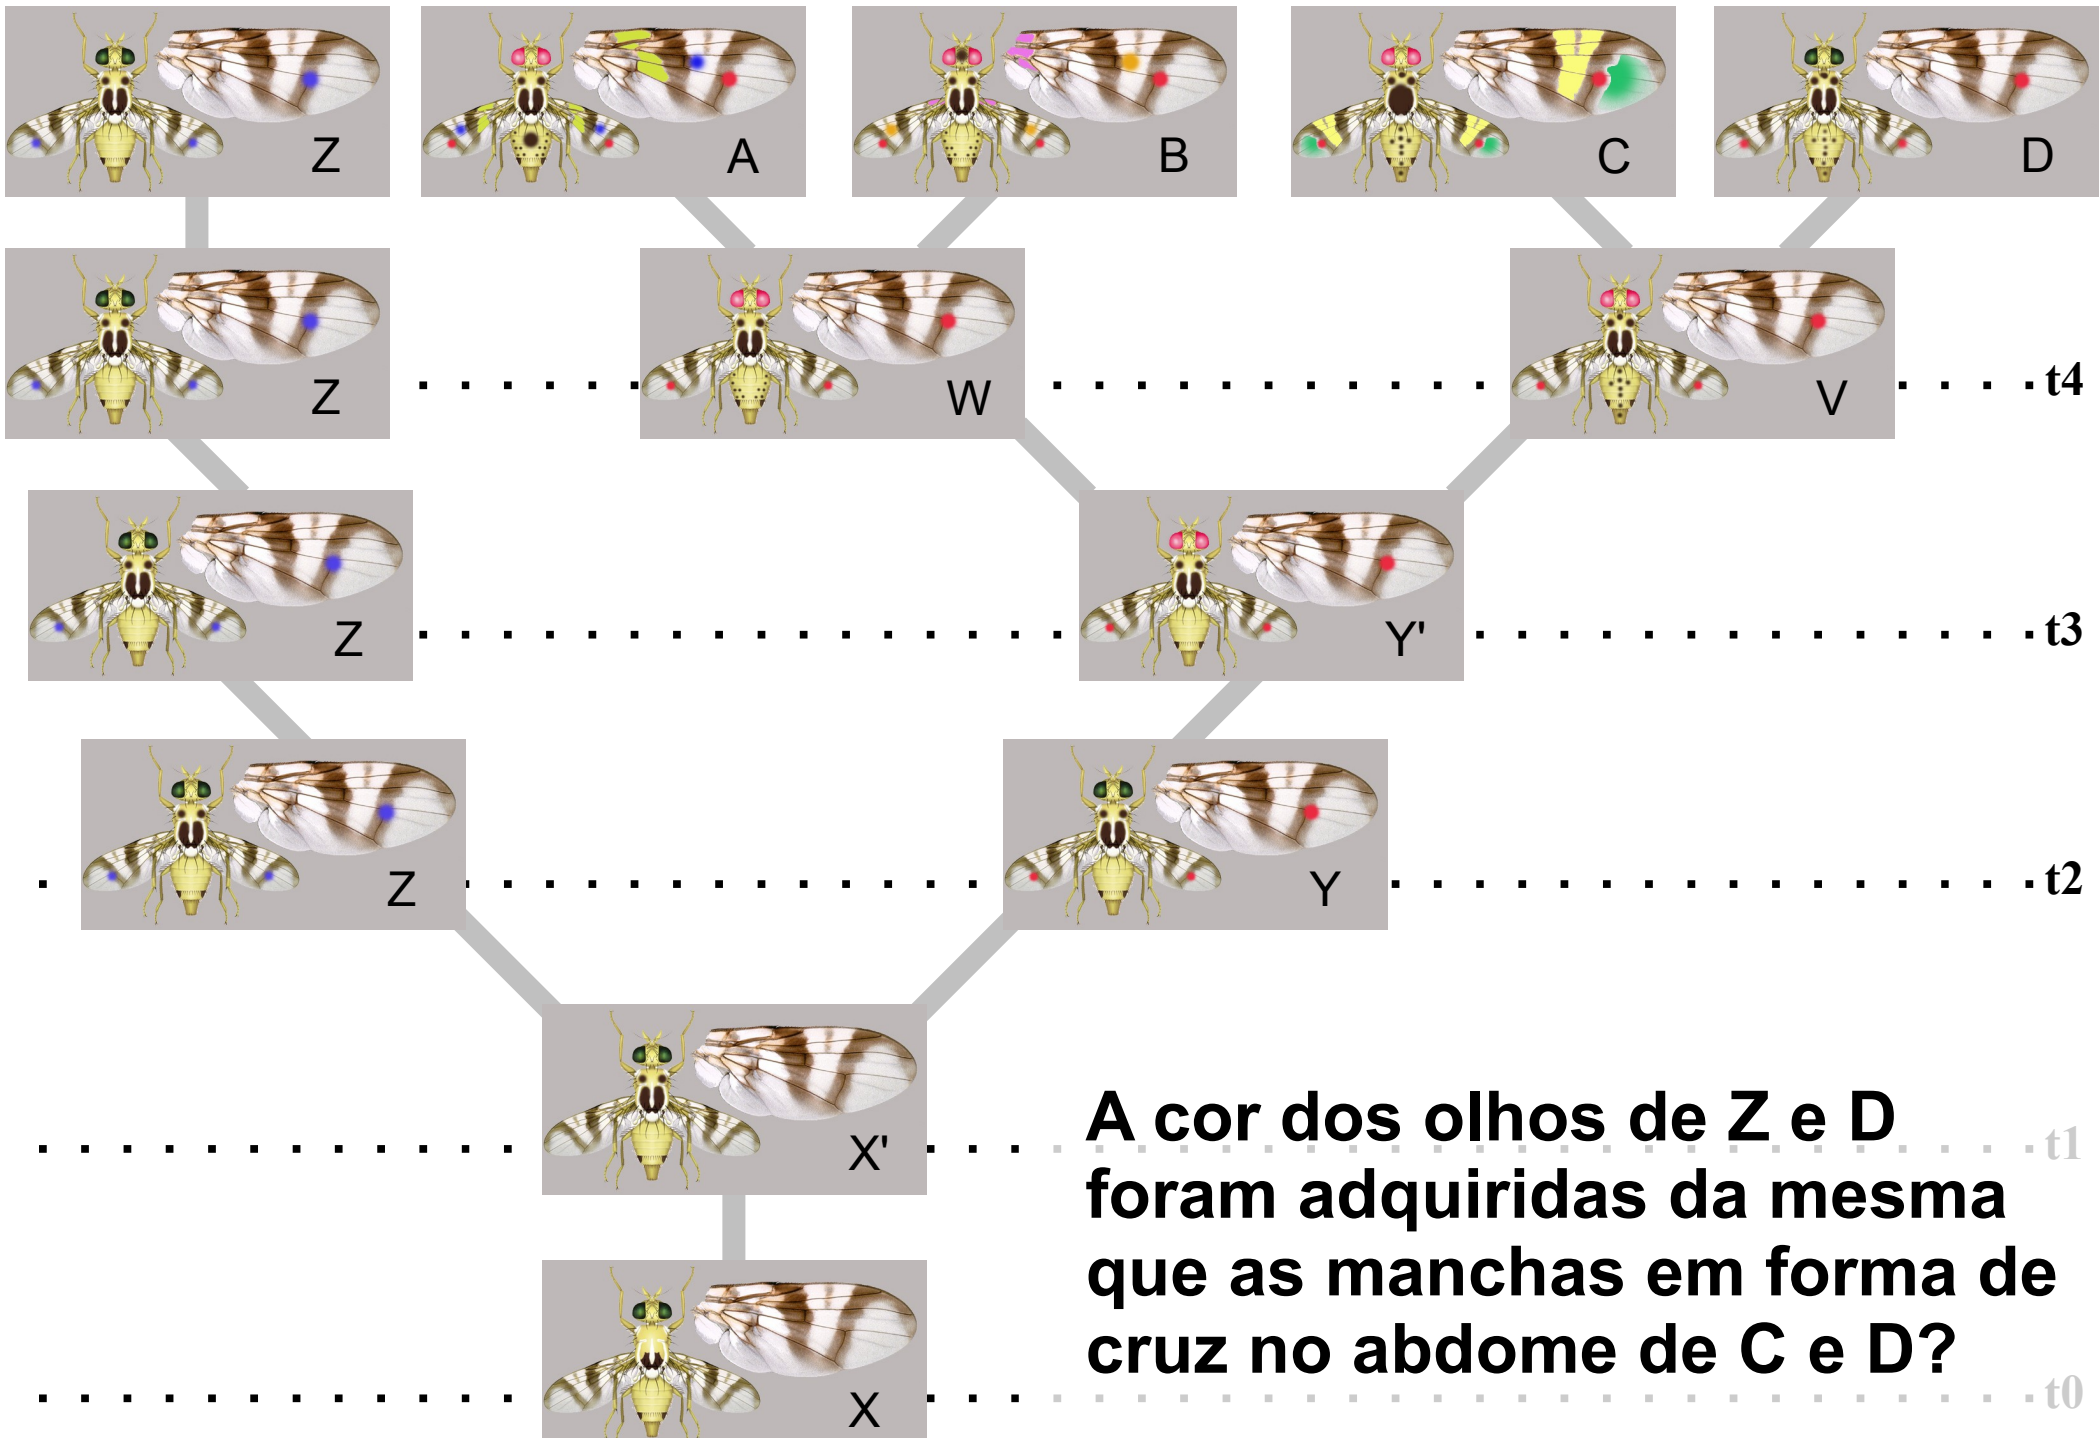 Z
A
B
C
D
Z
W
V
t4
Z
Y'
t3
Z
Y
t2
X'
t1
A cor dos olhos de Z e D
foram adquiridas da mesma
que as manchas em forma de
cruz no abdome de C e D?
X
t0